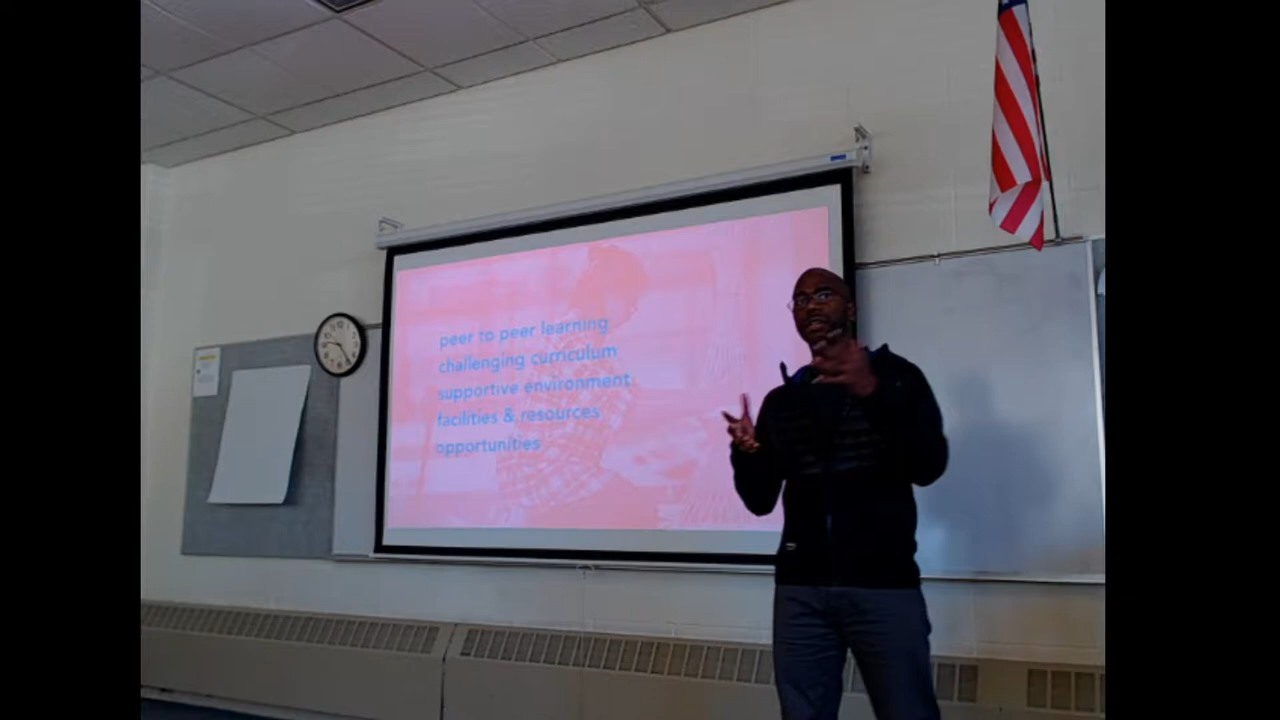 peer to peer learning
challenging curriculum
supportive environment
facilities & resources
opportunities